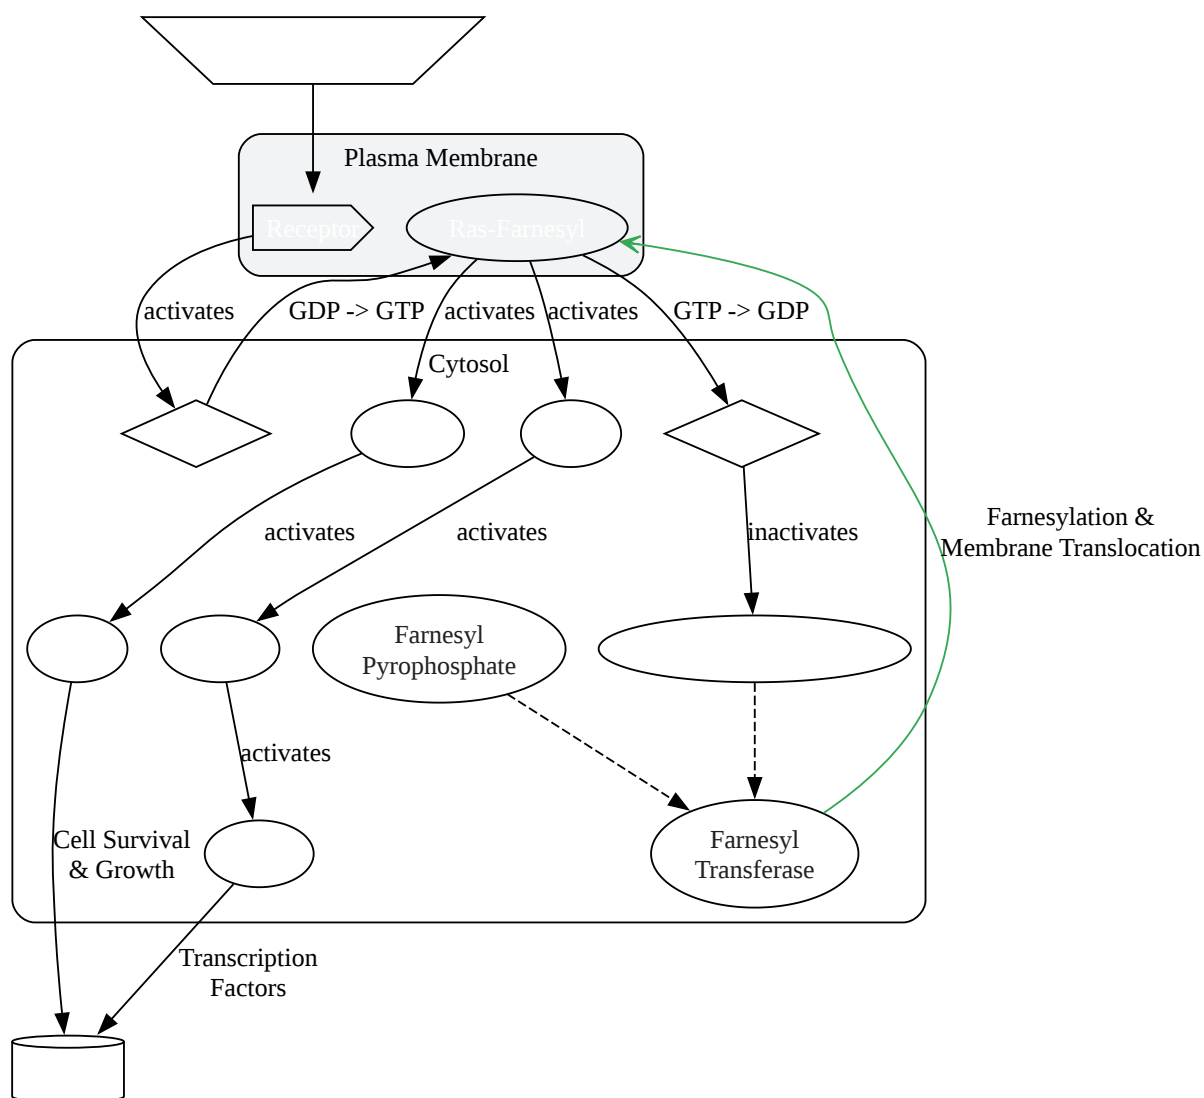 Plasma Membrane
Receptor
Ras-Farnesyl
activates
GDP -> GTP
activates
activates
GTP -> GDP
Cytosol
activates
activates
inactivates
Farnesylation &
Membrane Translocation
Farnesyl
Pyrophosphate
activates
Cell Survival
& Growth
Farnesyl
Transferase
Transcription
Factors